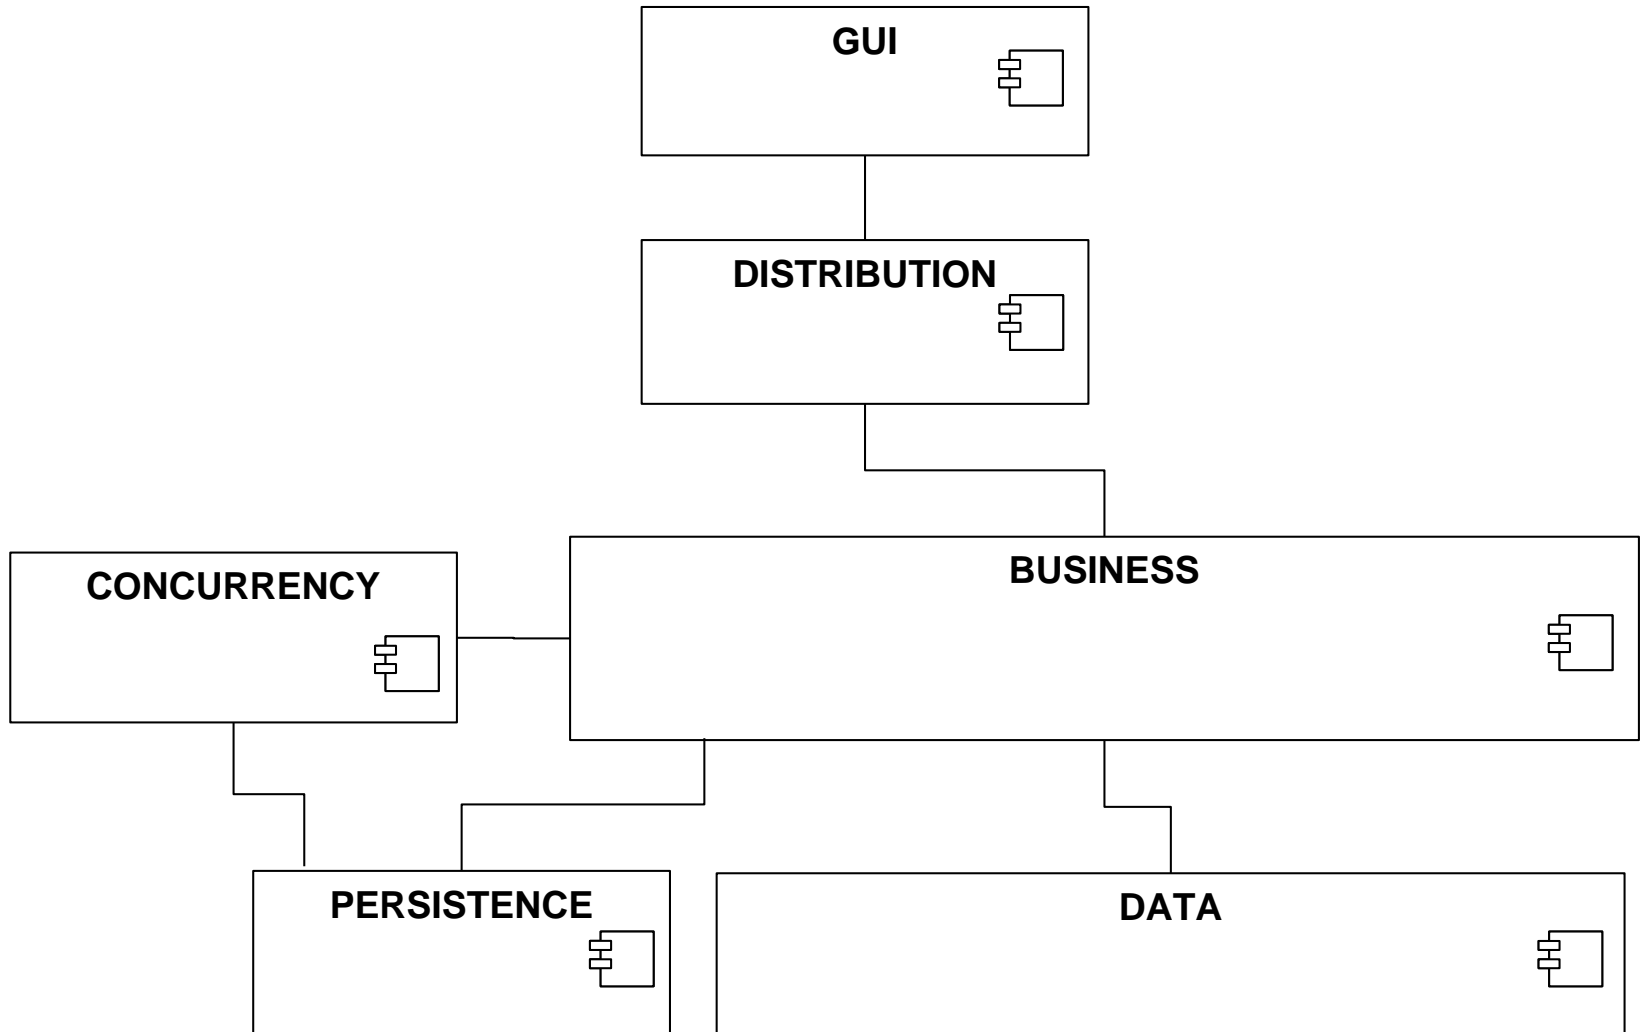 GUI
DISTRIBUTION
CONCURRENCY
BUSINESS
PERSISTENCE
DATA